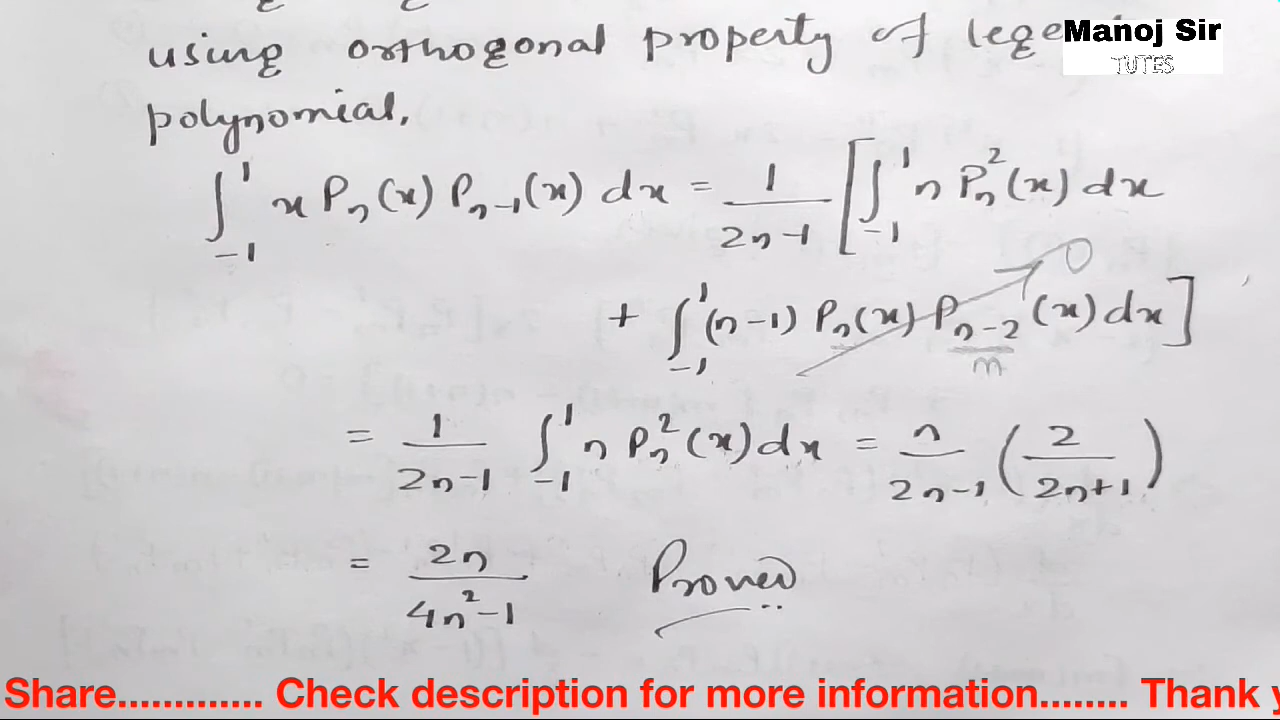 using orthogonal property of lege
Manoj Sir
TUTES
polynomial,
∫₋₁¹ x Pₙ(x) Pₙ₋₁(x) dx = 1/(2n-1) [ ∫₋₁¹ n Pₙ²(x) dx
+ ∫₋₁¹ (n-1) Pₙ(x) Pₙ₋₂(x) dx ] 0
m
= 1/(2n-1) ∫₋₁¹ n Pₙ²(x) dx = n/(2n-1) (2/(2n+1))
= 2n/(4n²-1) Proved
Share............. Check description for more information........ Thank y